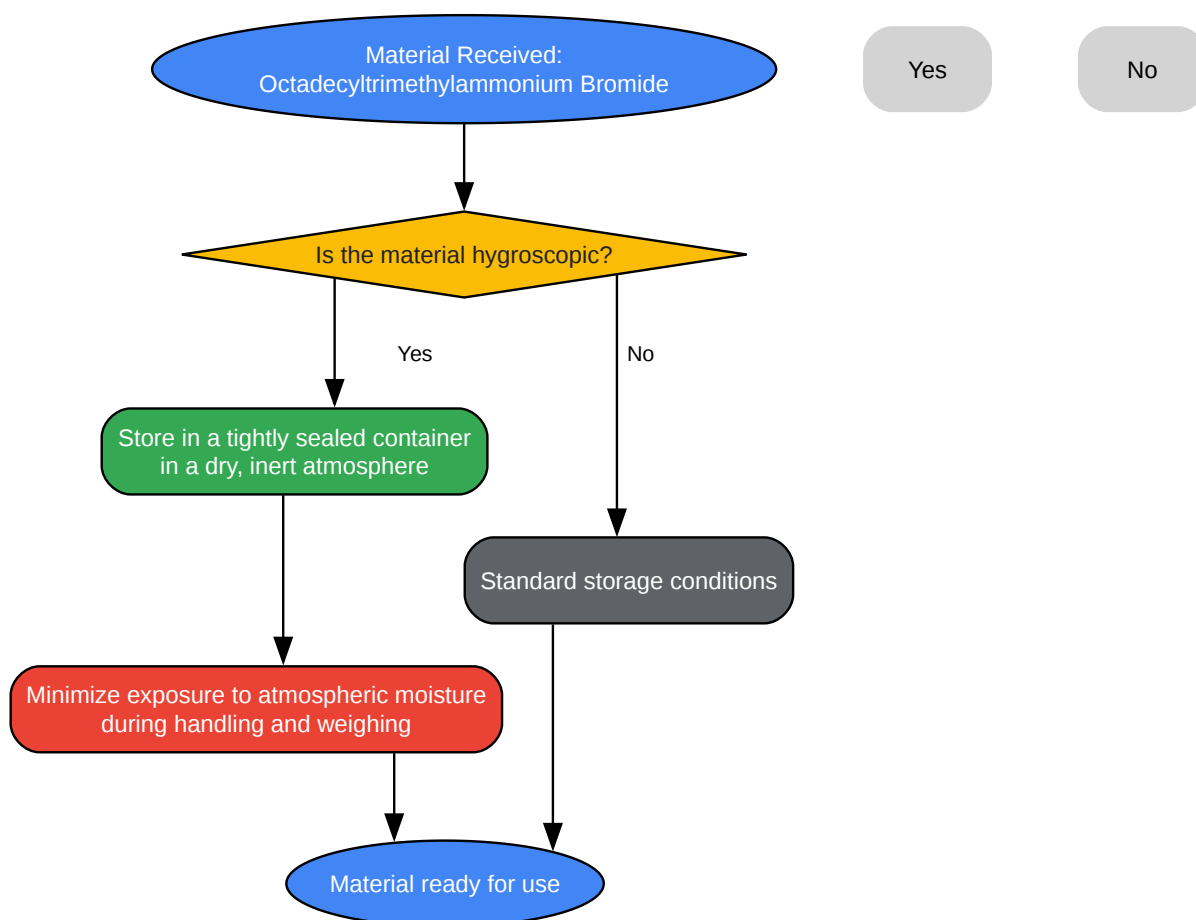 Material Received:
Octadecyltrimethylammonium Bromide
Yes
No
Is the material hygroscopic?
Yes
No
Store in a tightly sealed container
in a dry, inert atmosphere
Standard storage conditions
Minimize exposure to atmospheric moisture
during handling and weighing
Material ready for use